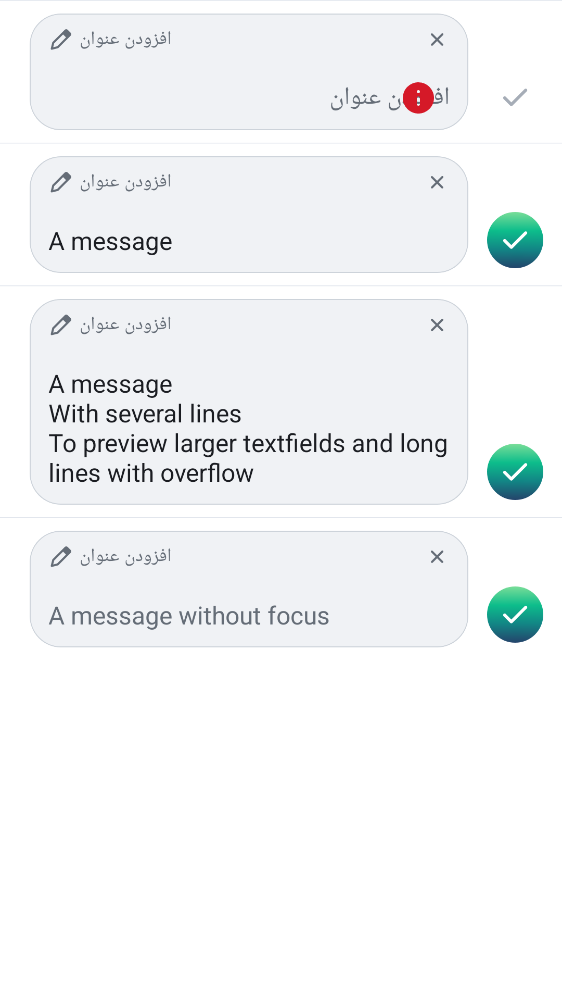 افزودن عنوان
عنوان
افزودن عنوان
A message
افزودن عنوان
A message
With several lines
To preview larger textfields and long
lines with overflow
افزودن عنوان
A message without focus